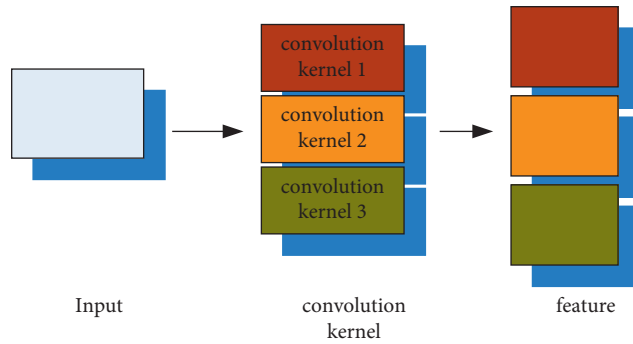 convolution
kernel 1
convolution
kernel 2
convolution
kernel 3
Input
convolution
kernel
feature